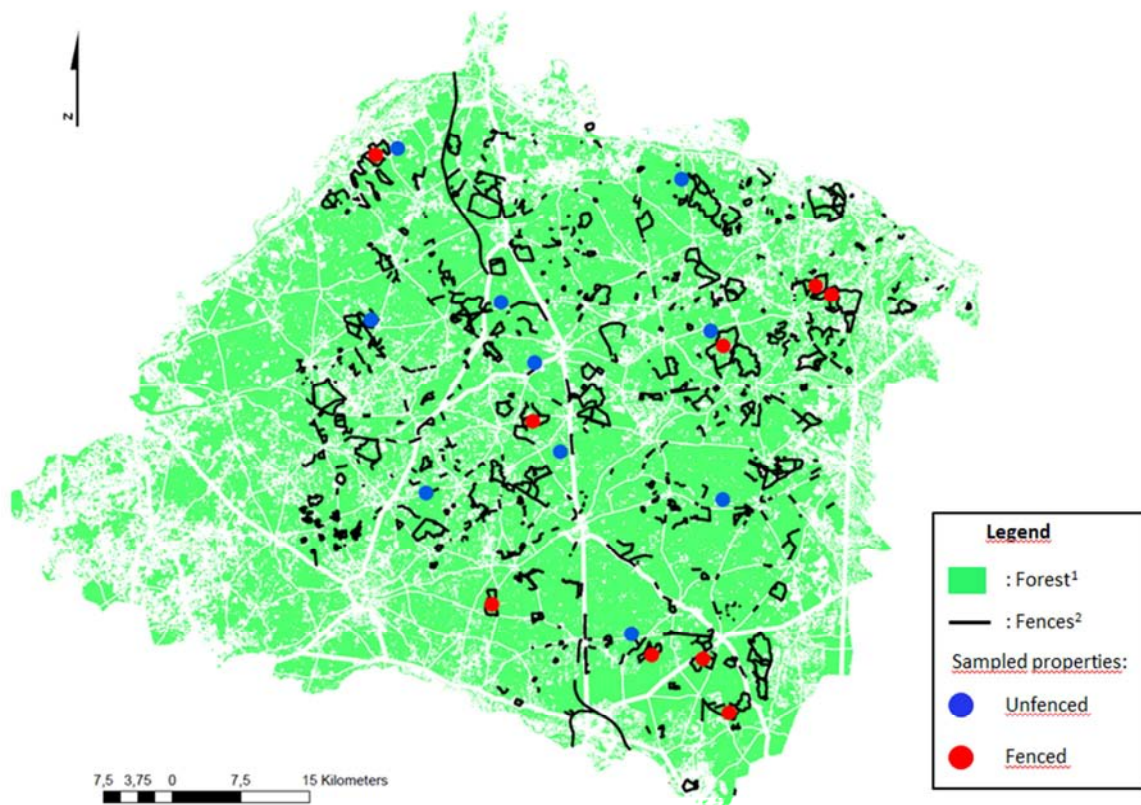 N
7,5 3,75 0 7,5 15 Kilometers
Legend
: Forest¹
: Fences²
Sampled properties:
Unfenced
Fenced